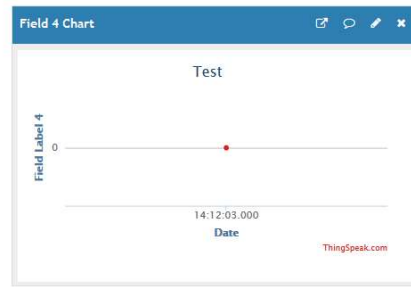 Field 4 Chart
Test
Field Label 4
0
14:12:03.000
Date
ThingSpeak.com